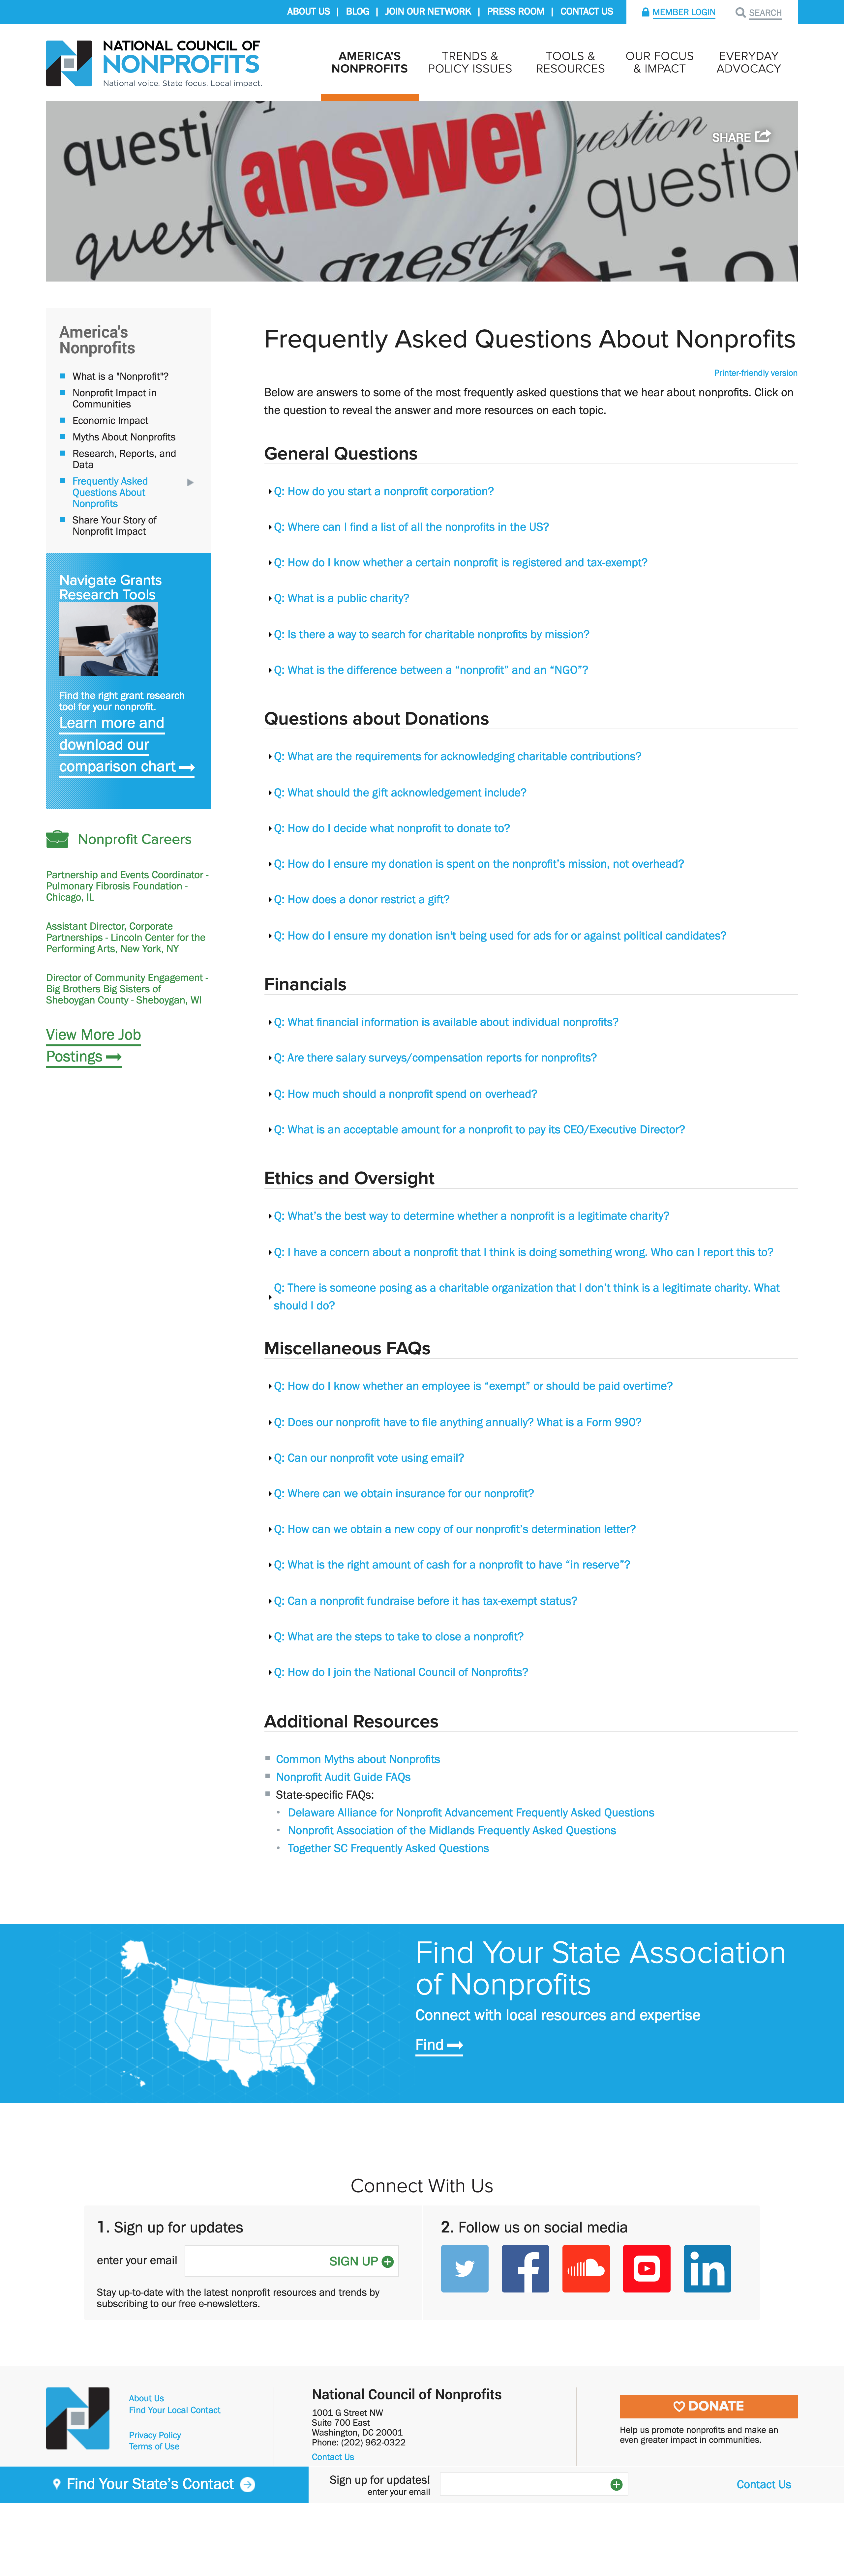 ABOUT US | BLOG | JOIN OUR NETWORK | PRESS ROOM | CONTACT US
MEMBER LOGIN
SEARCH
NATIONAL COUNCIL OF
NONPROFITS
National voice. State focus. Local impact.
AMERICA'S
NONPROFITS
TRENDS &
POLICY ISSUES
TOOLS &
RESOURCES
OUR FOCUS
& IMPACT
EVERYDAY
ADVOCACY
questi
answer
uestion
SHARE
question
quest
questi
tion
America's
Nonprofits
What is a "Nonprofit"?
Nonprofit Impact in
Communities
Economic Impact
Myths About Nonprofits
Research, Reports, and
Data
Frequently Asked
Questions About
Nonprofits
Share Your Story of
Nonprofit Impact
Navigate Grants
Research Tools
Find the right grant research
tool for your nonprofit.
Learn more and
download our
comparison chart
Nonprofit Careers
Partnership and Events Coordinator -
Pulmonary Fibrosis Foundation -
Chicago, IL
Assistant Director, Corporate
Partnerships - Lincoln Center for the
Performing Arts, New York, NY
Director of Community Engagement -
Big Brothers Big Sisters of
Sheboygan County - Sheboygan, WI
View More Job
Postings
Frequently Asked Questions About Nonprofits
Printer-friendly version
Below are answers to some of the most frequently asked questions that we hear about nonprofits. Click on
the question to reveal the answer and more resources on each topic.
General Questions
Q: How do you start a nonprofit corporation?
Q: Where can I find a list of all the nonprofits in the US?
Q: How do I know whether a certain nonprofit is registered and tax-exempt?
Q: What is a public charity?
Q: Is there a way to search for charitable nonprofits by mission?
Q: What is the difference between a “nonprofit” and an “NGO”?
Questions about Donations
Q: What are the requirements for acknowledging charitable contributions?
Q: What should the gift acknowledgement include?
Q: How do I decide what nonprofit to donate to?
Q: How do I ensure my donation is spent on the nonprofit’s mission, not overhead?
Q: How does a donor restrict a gift?
Q: How do I ensure my donation isn't being used for ads for or against political candidates?
Financials
Q: What financial information is available about individual nonprofits?
Q: Are there salary surveys/compensation reports for nonprofits?
Q: How much should a nonprofit spend on overhead?
Q: What is an acceptable amount for a nonprofit to pay its CEO/Executive Director?
Ethics and Oversight
Q: What’s the best way to determine whether a nonprofit is a legitimate charity?
Q: I have a concern about a nonprofit that I think is doing something wrong. Who can I report this to?
Q: There is someone posing as a charitable organization that I don’t think is a legitimate charity. What
should I do?
Miscellaneous FAQs
Q: How do I know whether an employee is “exempt” or should be paid overtime?
Q: Does our nonprofit have to file anything annually? What is a Form 990?
Q: Can our nonprofit vote using email?
Q: Where can we obtain insurance for our nonprofit?
Q: How can we obtain a new copy of our nonprofit’s determination letter?
Q: What is the right amount of cash for a nonprofit to have “in reserve”?
Q: Can a nonprofit fundraise before it has tax-exempt status?
Q: What are the steps to take to close a nonprofit?
Q: How do I join the National Council of Nonprofits?
Additional Resources
Common Myths about Nonprofits
Nonprofit Audit Guide FAQs
State-specific FAQs:
Delaware Alliance for Nonprofit Advancement Frequently Asked Questions
Nonprofit Association of the Midlands Frequently Asked Questions
Together SC Frequently Asked Questions
Find Your State Association
of Nonprofits
Connect with local resources and expertise
Find
Connect With Us
1. Sign up for updates
enter your email
SIGN UP
Stay up-to-date with the latest nonprofit resources and trends by
subscribing to our free e-newsletters.
2. Follow us on social media
About Us
Find Your Local Contact
Privacy Policy
Terms of Use
National Council of Nonprofits
1001 G Street NW
Suite 700 East
Washington, DC 20001
Phone: (202) 962-0322
Contact Us
DONATE
Help us promote nonprofits and make an
even greater impact in communities.
Find Your State’s Contact
Sign up for updates!
enter your email
Contact Us